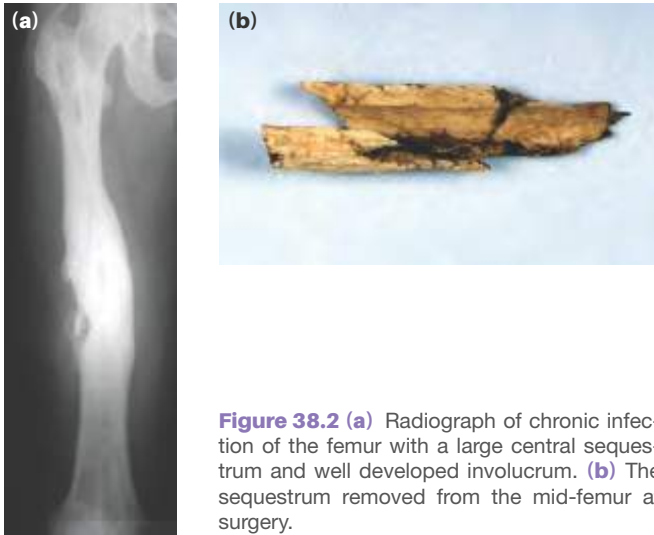 (a)
(b)
Figure 38.2 (a) Radiograph of chronic infec-
tion of the femur with a large central seques-
trum and well developed involucrum. (b) The
sequestrum removed from the mid-femur a
surgery.